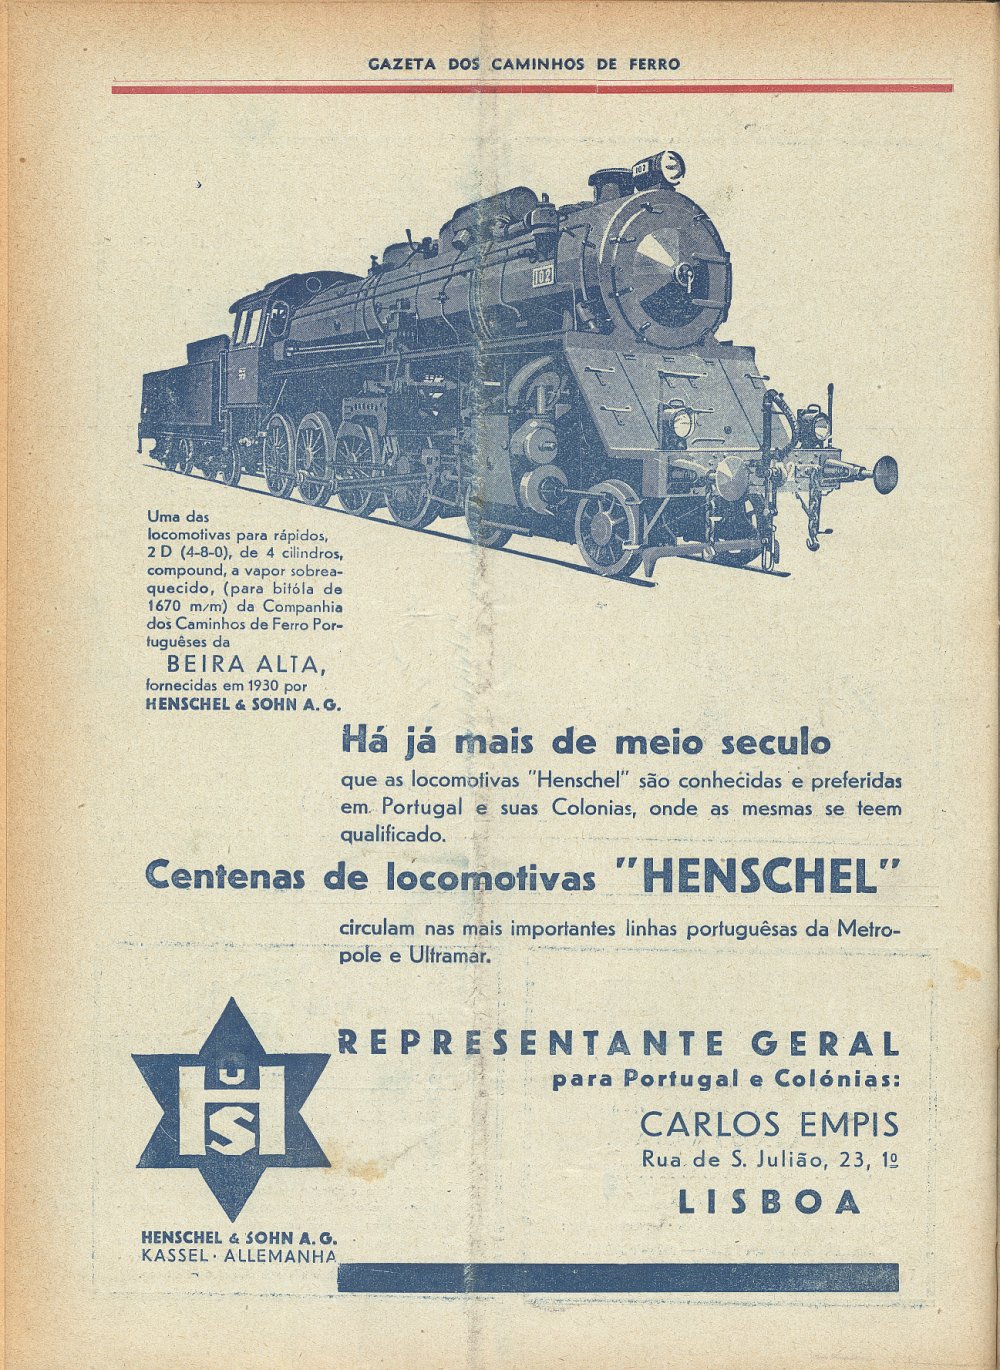 GAZETA DOS CAMINHOS DE FERRO
102
102
Uma das
locomotivas para rápidos,
2 D (4-8-0), de 4 cilindros,
compound, a vapor sobrea-
quecido, (para bitóla de
1670 m/m) da Companhia
dos Caminhos de Ferro Por-
tuguêses da
BEIRA ALTA,
fornecidas em 1930 por
HENSCHEL & SOHN A. G.
Há já mais de meio seculo
que as locomotivas "Henschel" são conhecidas e preferidas
em Portugal e suas Colonias, onde as mesmas se teem
qualificado.
Centenas de locomotivas "HENSCHEL"
circulam nas mais importantes linhas portuguêsas da Metro-
pole e Ultramar.
REPRESENTANTE GERAL
para Portugal e Colónias:
CARLOS EMPIS
Rua de S. Julião, 23, 1º
LISBOA
H U S
HENSCHEL & SOHN A. G.
KASSEL · ALLEMANHA